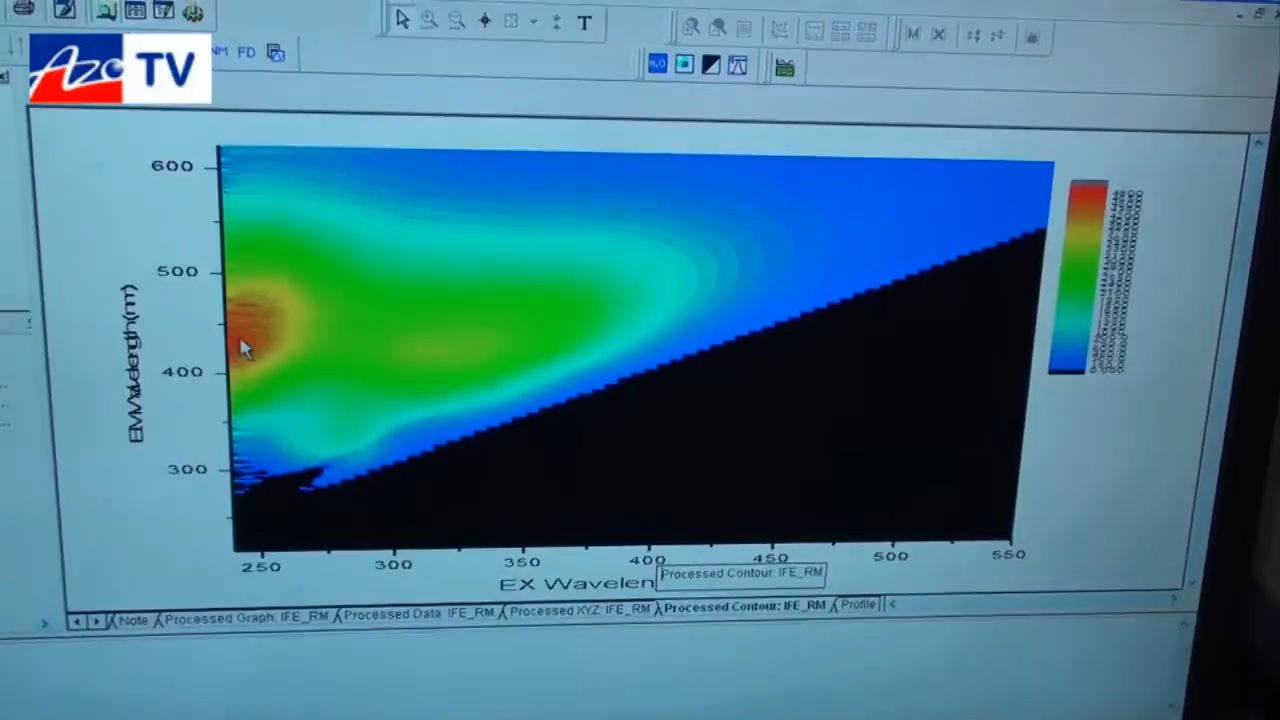 T
Azo TV
NM FD
H2O
600
500
400
300
EM Wavelength (nm)
250 300 350 400 450 500 550
EX Wavelen
Processed Contour: IFE_RM
Note Processed Graph: IFE_RM Processed Data: IFE_RM Processed XYZ: IFE_RM Processed Contour: IFE_RM Profile